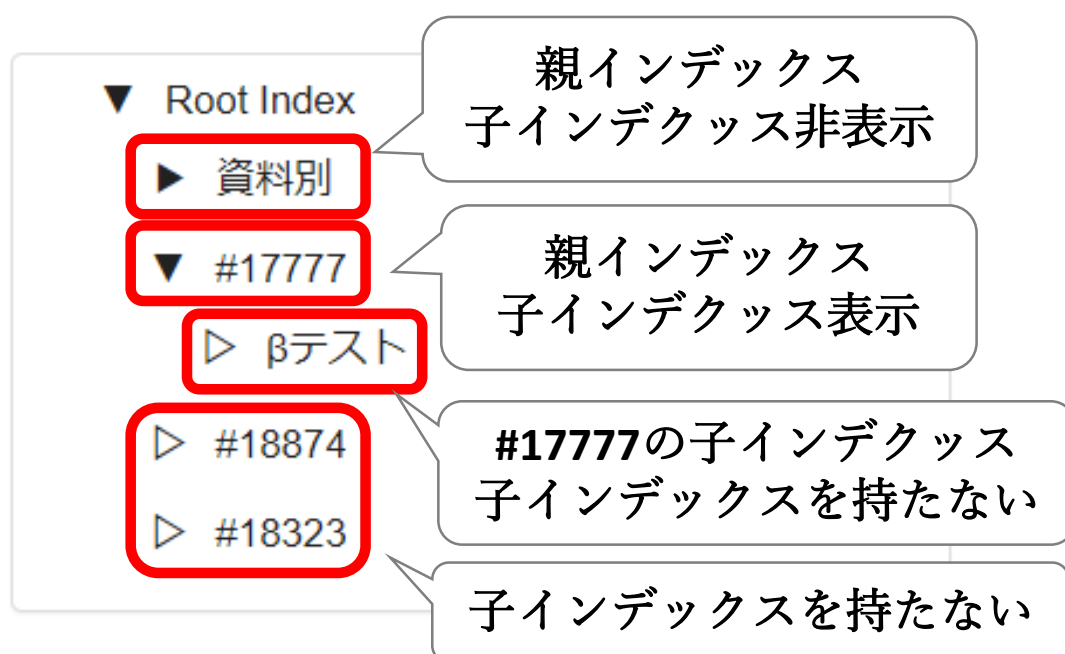 ▼ Root Index
親インデックス
子インデクッス非表示
▶ 資料別
▼ #17777
親インデックス
子インデクッス表示
▷ βテスト
#17777の子インデクッス
子インデックスを持たない
▷ #18874
▷ #18323
子インデックスを持たない